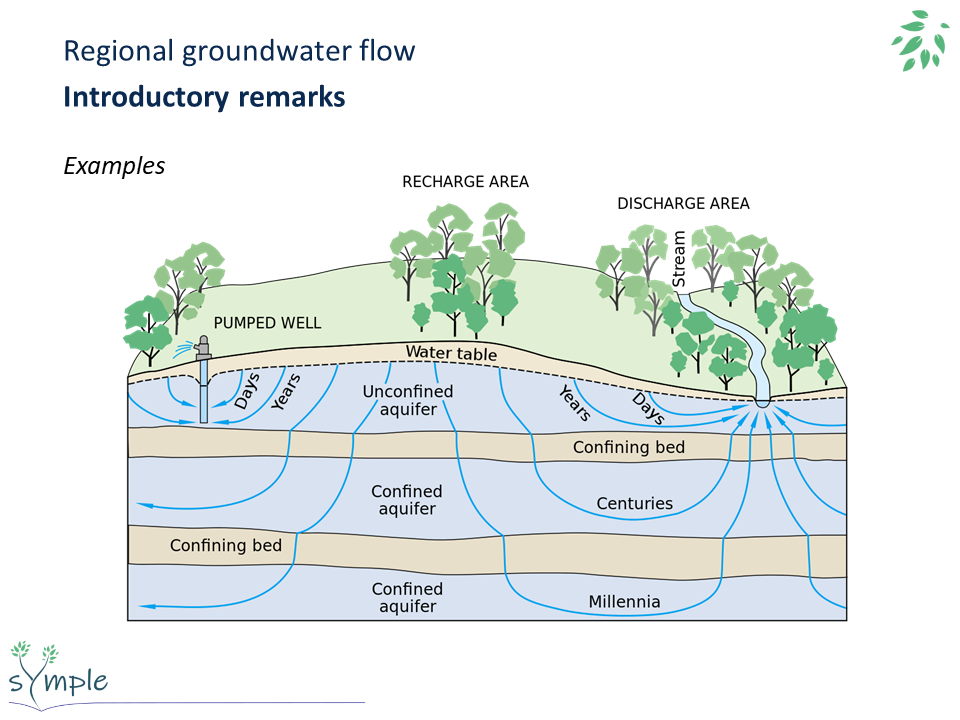 Regional groundwater flow
Introductory remarks
Examples
RECHARGE AREA
DISCHARGE AREA
Stream
PUMPED WELL
Water table
Days
Years
Unconfined
aquifer
Years
Days
Confining bed
Confined
aquifer
Centuries
Confining bed
Confined
aquifer
Millennia
sYmple